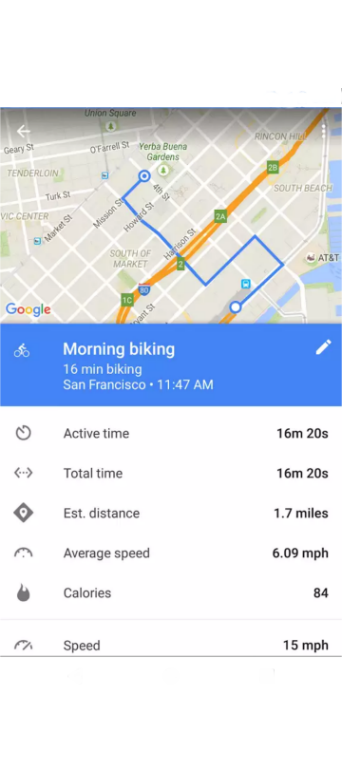 Union Square
Geary St
O'Farrell St
Yerba Buena
Gardens
RINCON HILL
2B
TENDERLOIN
Turk St
4th St
SOUTH BEACH
VIC CENTER
Market St
Mission St
Howard St
2A
Harrison St
SOUTH OF
MARKET
2
AT&T
80
1C
yant St
Google
Morning biking
16 min biking
San Francisco • 11:47 AM
Active time 16m 20s
Total time 16m 20s
Est. distance 1.7 miles
Average speed 6.09 mph
Calories 84
Speed 15 mph